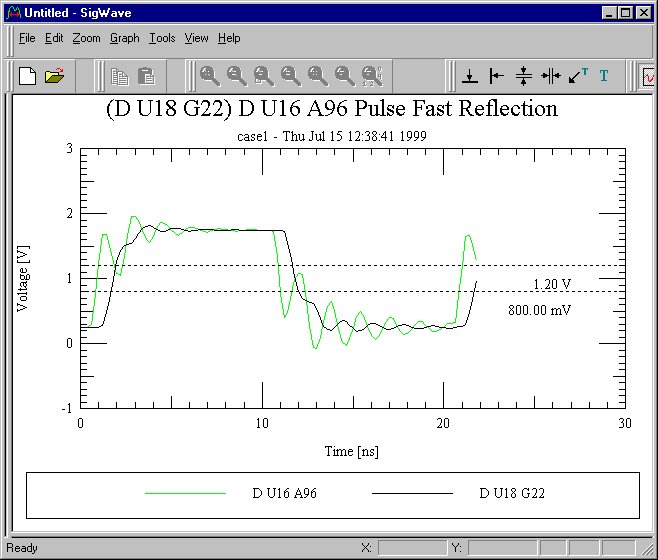 Untitled - SigWave
File Edit Zoom Graph Tools View Help
T T
(D U18 G22) D U16 A96 Pulse Fast Reflection
case1 - Thu Jul 15 12:38:41 1999
3
2
1
0
-1
Voltage [V]
1.20 V
800.00 mV
0 10 20 30
Time [ns]
D U16 A96 D U18 G22
Ready X: Y: